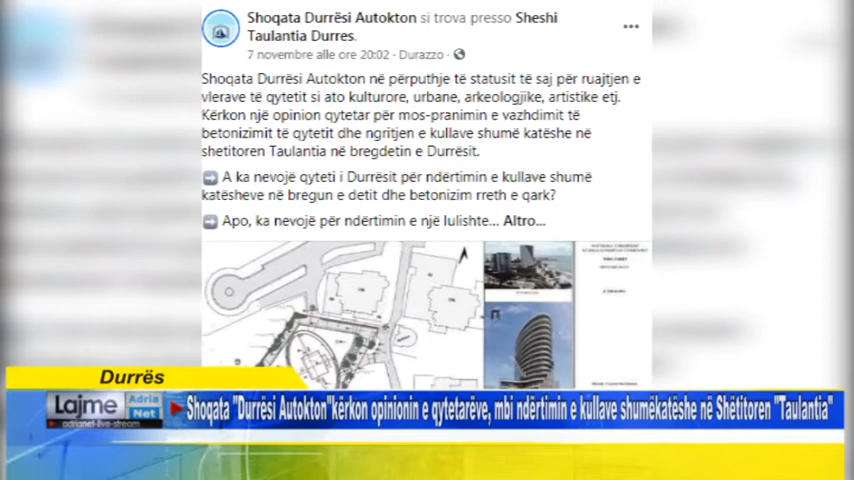 Shoqata Durrësi Autokton si trova presso Sheshi
Taulantia Durres.
7 novembre alle ore 20:02 · Durazzo ·
Shoqata Durrësi Autokton në përputhje të statusit të saj për ruajtjen e
vlerave të qytetit si ato kulturore, urbane, arkeologjike, artistike etj.
Kërkon një opinion qytetar për mos-pranimin e vazhdimit të
betonizimit të qytetit dhe ngritjen e kullave shumë katëshe në
shetitoren Taulantia në bregdetin e Durrësit.
A ka nevojë qyteti i Durrësit për ndërtimin e kullave shumë
katësheve në bregun e detit dhe betonizim rreth e qark?
Apo, ka nevojë për ndërtimin e një lulishte... Altro...
Durrës
Lajme Adria Net
adrianet-live-stream
Shoqata "Durrësi Autokton"kërkon opinionin e qytetarëve, mbi ndërtimin e kullave shumëkatëshe në Shëtitoren "Taulantia"